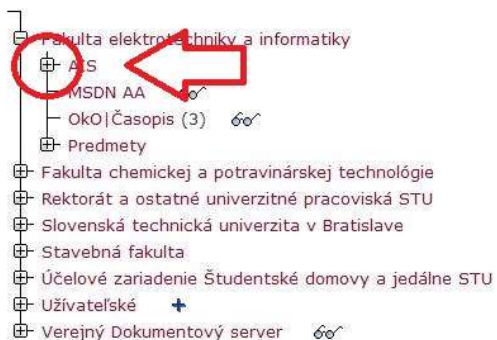 Fakulta elektrotechniky a informatiky
AIS
MSDN AA
OkO|Časopis (3)
Predmety
Fakulta chemickej a potravinárskej technológie
Rektorát a ostatné univerzitné pracoviská STU
Slovenská technická univerzita v Bratislave
Stavebná fakulta
Účelové zariadenie Študentské domovy a jedálne STU
Užívateľské
Verejný Dokumentový server